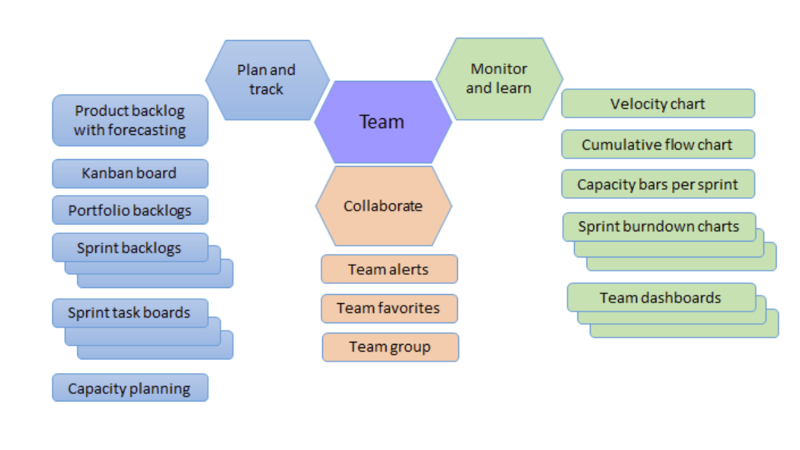 Plan and
track
Monitor
and learn
Team
Collaborate
Product backlog
with forecasting
Kanban board
Portfolio backlogs
Sprint backlogs
Sprint task boards
Capacity planning
Team alerts
Team favorites
Team group
Velocity chart
Cumulative flow chart
Capacity bars per sprint
Sprint burndown charts
Team dashboards